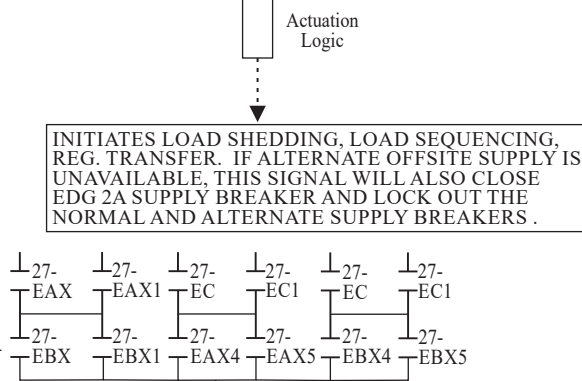 Actuation
Logic
INITIATES LOAD SHEDDING, LOAD SEQUENCING,
REG. TRANSFER. IF ALTERNATE OFFSITE SUPPLY IS
UNAVAILABLE, THIS SIGNAL WILL ALSO CLOSE
EDG 2A SUPPLY BREAKER AND LOCK OUT THE
NORMAL AND ALTERNATE SUPPLY BREAKERS .
27- 27- 27- 27- 27- 27-
EAX EAX1 EC EC1 EC EC1
27- 27- 27- 27- 27- 27-
EBX EBX1 EAX4 EAX5 EBX4 EBX5